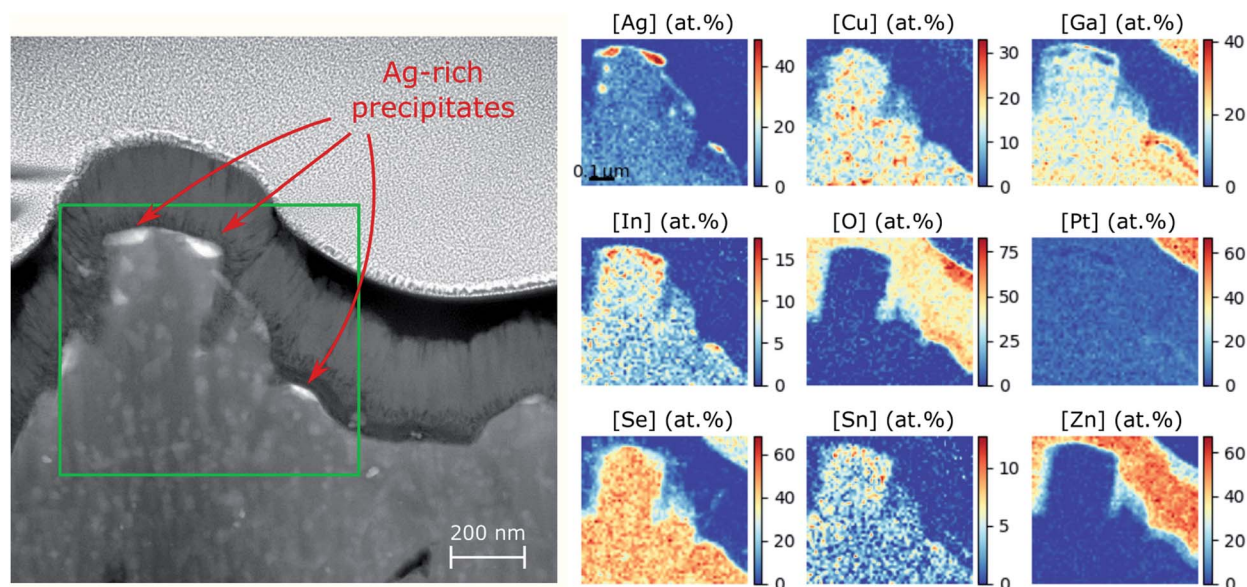 Ag-rich
precipitates
200 nm
[Ag] (at.%)
40
20
0
0.1 µm
[Cu] (at.%)
30
20
10
0
[Ga] (at.%)
40
20
0
[In] (at.%)
15
10
5
0
[O] (at.%)
75
50
25
0
[Pt] (at.%)
60
40
20
0
[Se] (at.%)
60
40
20
0
[Sn] (at.%)
10
5
0
[Zn] (at.%)
60
40
20
0